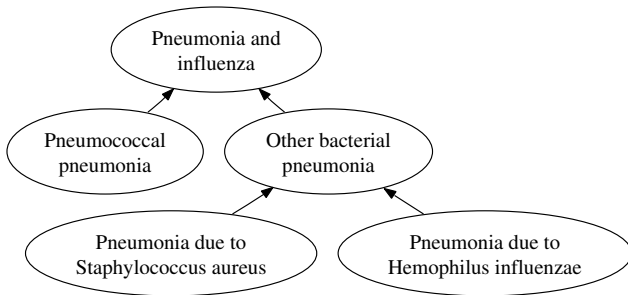 Pneumonia and
influenza
Pneumococcal
pneumonia
Other bacterial
pneumonia
Pneumonia due to
Staphylococcus aureus
Pneumonia due to
Hemophilus influenzae